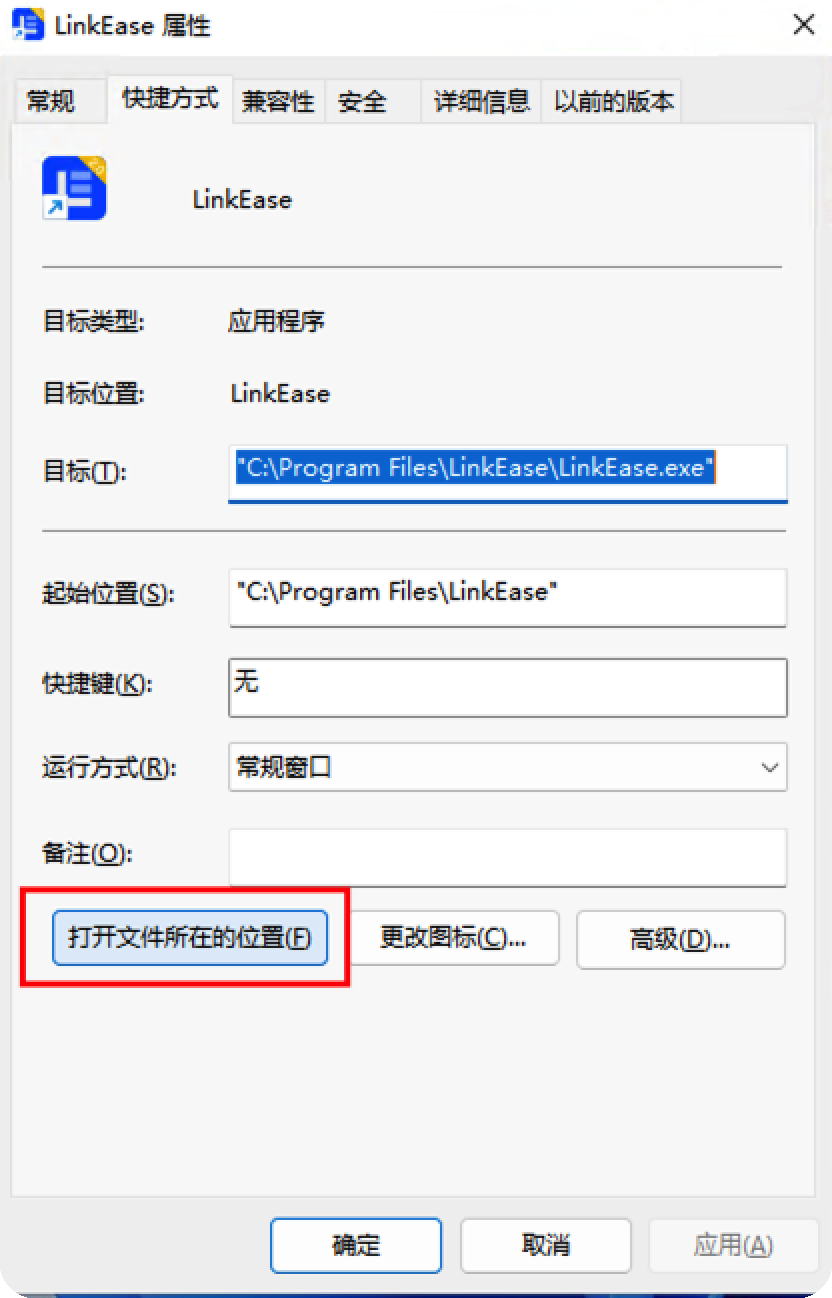 LinkEase 属性
常规 快捷方式 兼容性 安全 详细信息 以前的版本
LinkEase
目标类型: 应用程序
目标位置: LinkEase
目标(T): "C:\Program Files\LinkEase\LinkEase.exe"
起始位置(S): "C:\Program Files\LinkEase"
快捷键(K): 无
运行方式(R): 常规窗口
备注(O):
打开文件所在的位置(F) 更改图标(C)... 高级(D)...
确定 取消 应用(A)